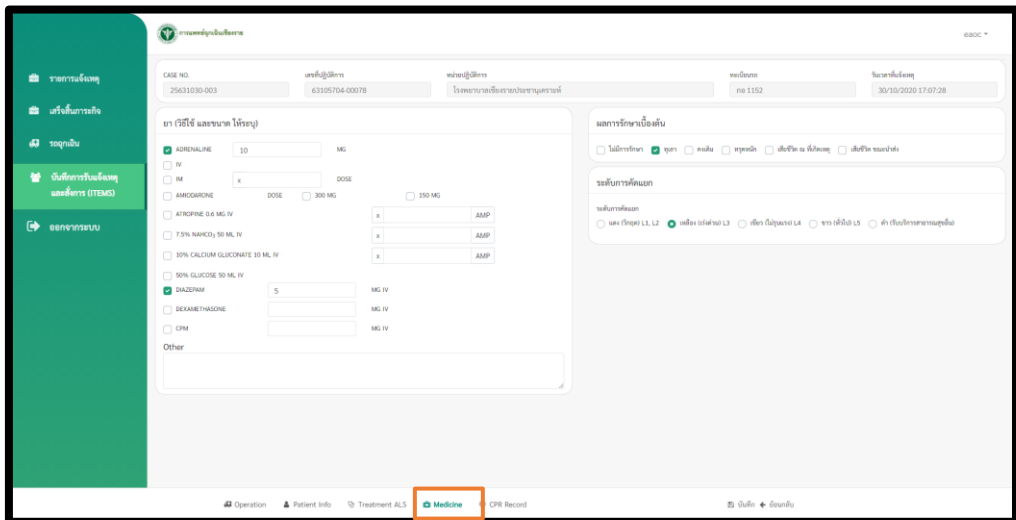 การแพทย์ฉุกเฉินเชียงราย
eaoc
รายการแจ้งเหตุ
เสร็จสิ้นภาระกิจ
รถฉุกเฉิน
บันทึกการรับแจ้งเหตุ
และสั่งการ (ITEMS)
ออกจากระบบ
CASE NO. เลขที่ปฏิบัติการ หน่วยปฏิบัติการ ทะเบียนรถ วันเวลาที่แจ้งเหตุ
25631030-003 63105704-00078 โรงพยาบาลเชียงรายประชานุเคราะห์ กอ 1152 30/10/2020 17:07:28
ยา (วิธีใช้ และขนาด ให้ระบุ)
ADRENALINE 10 MG
IV
IM x DOSE
AMIODARONE DOSE 300 MG 150 MG
ATROPINE 0.6 MG IV x AMP
7.5% NAHCO₃ 50 ML IV x AMP
10% CALCIUM GLUCONATE 10 ML IV x AMP
50% GLUCOSE 50 ML IV
DIAZEPAM 5 MG IV
DEXAMETHASONE MG IV
CPM MG IV
Other
ผลการรักษาเบื้องต้น
ไม่มีการรักษา ทุเลา คงเดิม ทรุดหนัก เสียชีวิต ณ ที่เกิดเหตุ เสียชีวิต ขณะนำส่ง
ระดับการคัดแยก
ระดับการคัดแยก
แดง (วิกฤต) L1, L2 เหลือง (เร่งด่วน) L3 เขียว (ไม่รุนแรง) L4 ขาว (ทั่วไป) L5 ดำ (รับบริการสาธารณสุขอื่น)
Operation Patient Info Treatment ALS Medicine CPR Record บันทึก ย้อนกลับ